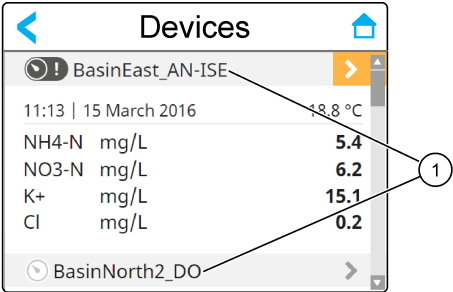 Devices
BasinEast_AN-ISE
11:13 | 15 March 2016 18.8 °C
NH4-N mg/L 5.4
NO3-N mg/L 6.2
K+ mg/L 15.1
Cl mg/L 0.2
1
BasinNorth2_DO